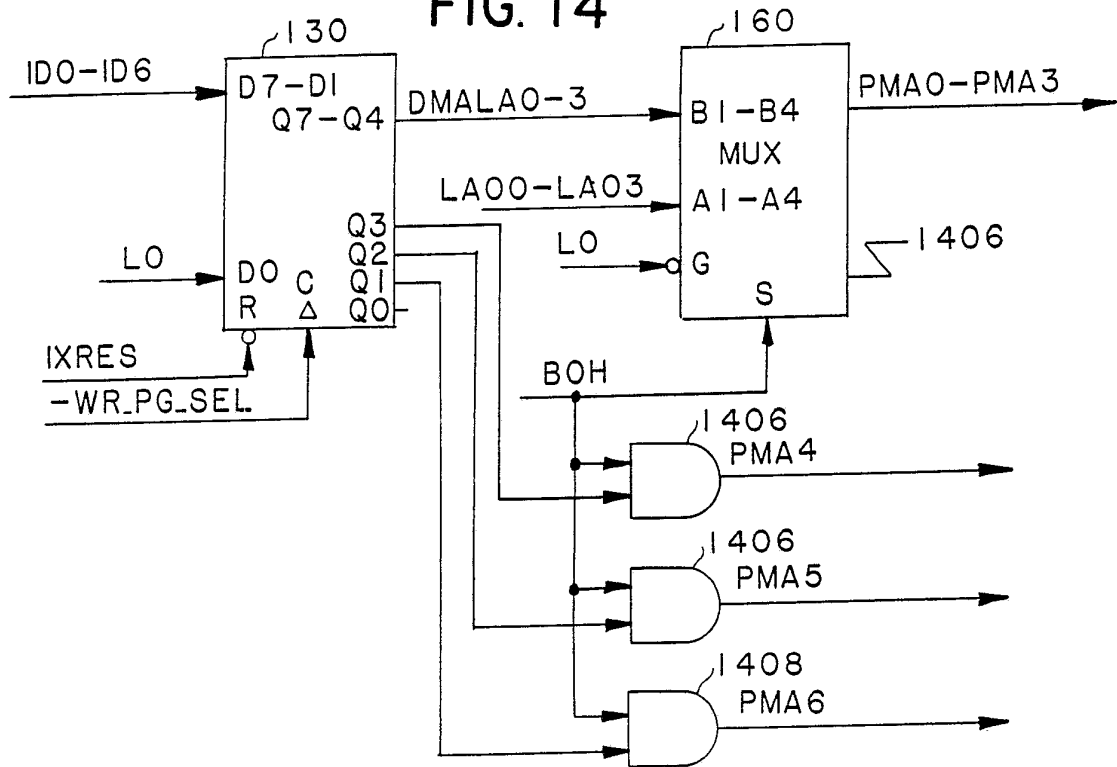 FIG. 14
130
160
ID0-ID6
D7-D1
Q7-Q4
DMALA0-3
B1-B4
MUX
PMA0-PMA3
LA00-LA03
A1-A4
Q3
Q2
Q1
Q0
LO
D0
R
C
LO
G
S
1406
IXRES
-WR_PG_SEL
BOH
1406
PMA4
1406
PMA5
1408
PMA6